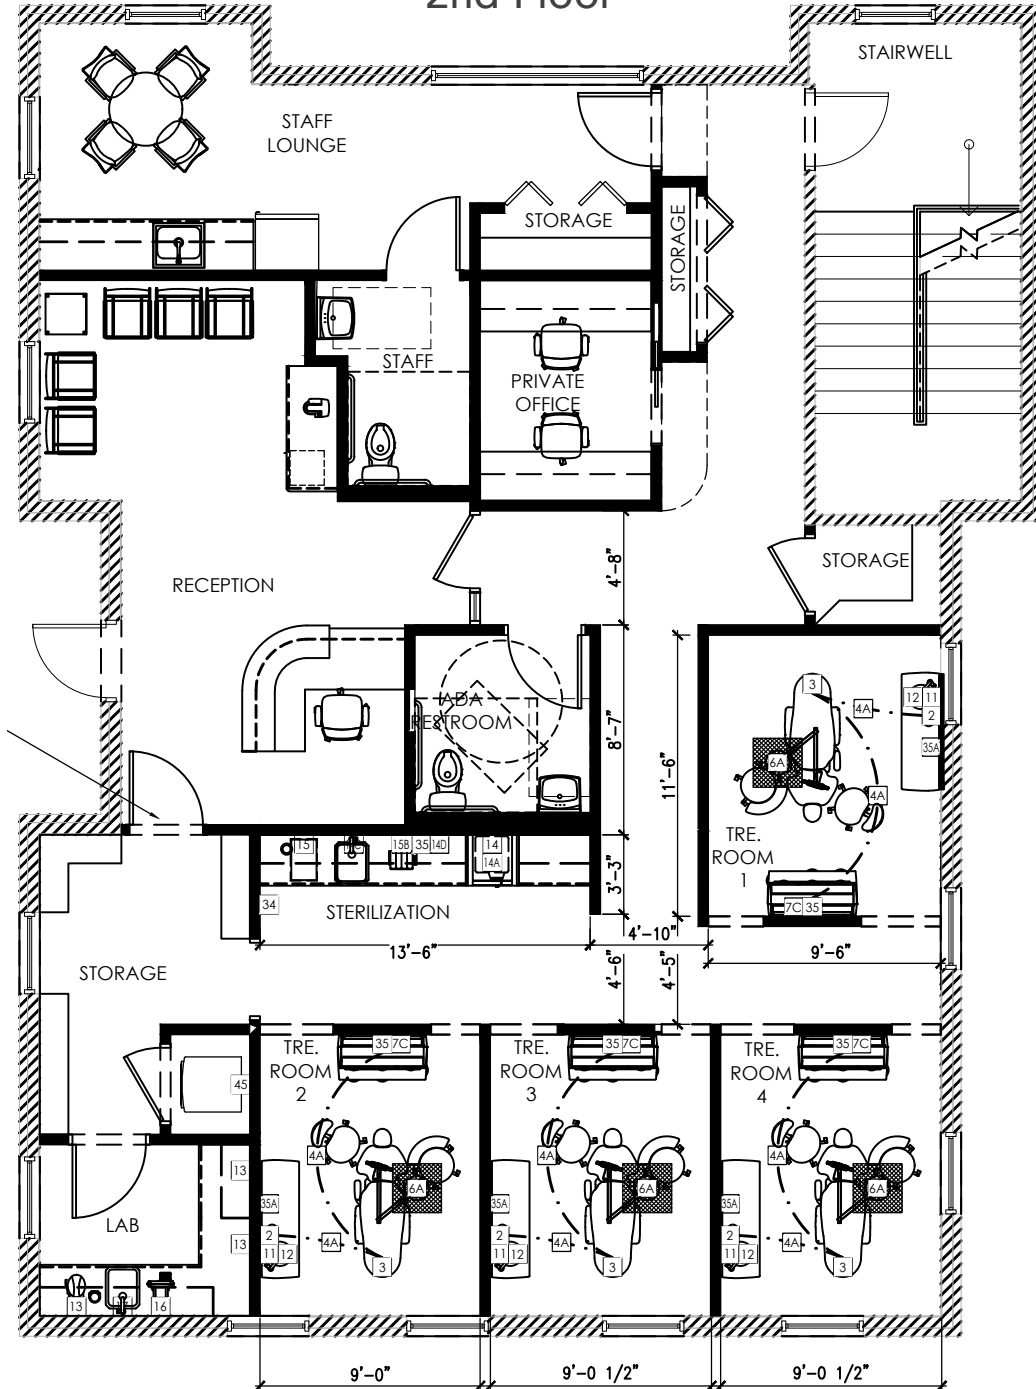 2nd Floor
STAIRWELL
STAFF
LOUNGE
STORAGE
STORAGE
STAFF
PRIVATE
OFFICE
4'-8"
STORAGE
RECEPTION
ADA
RESTROOM
8'-7"
11'-6"
3
4A
12 11
2
35A
6A
4A
TRE.
ROOM
1
7C 35
15
15B 35 14D
14
14A
3'-3"
34
STERILIZATION
13'-6"
4'-10"
9'-6"
4'-6"
4'-5"
STORAGE
45
TRE.
ROOM
2
35 7C
TRE.
ROOM
3
35 7C
TRE.
ROOM
4
35 7C
4A
6A
35A
2
11 12
4A
3
4A
6A
35A
2
11 12
4A
3
4A
6A
35A
2
11 12
4A
3
13
LAB
13
13
16
9'-0"
9'-0 1/2"
9'-0 1/2"